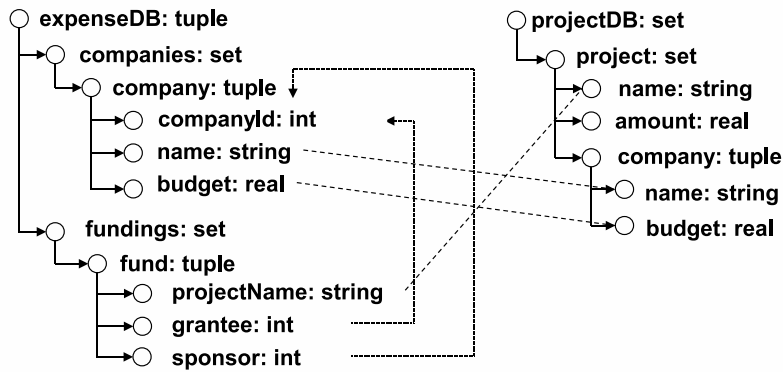 expenseDB: tuple
companies: set
company: tuple
companyId: int
name: string
budget: real
fundings: set
fund: tuple
projectName: string
grantee: int
sponsor: int
projectDB: set
project: set
name: string
amount: real
company: tuple
name: string
budget: real